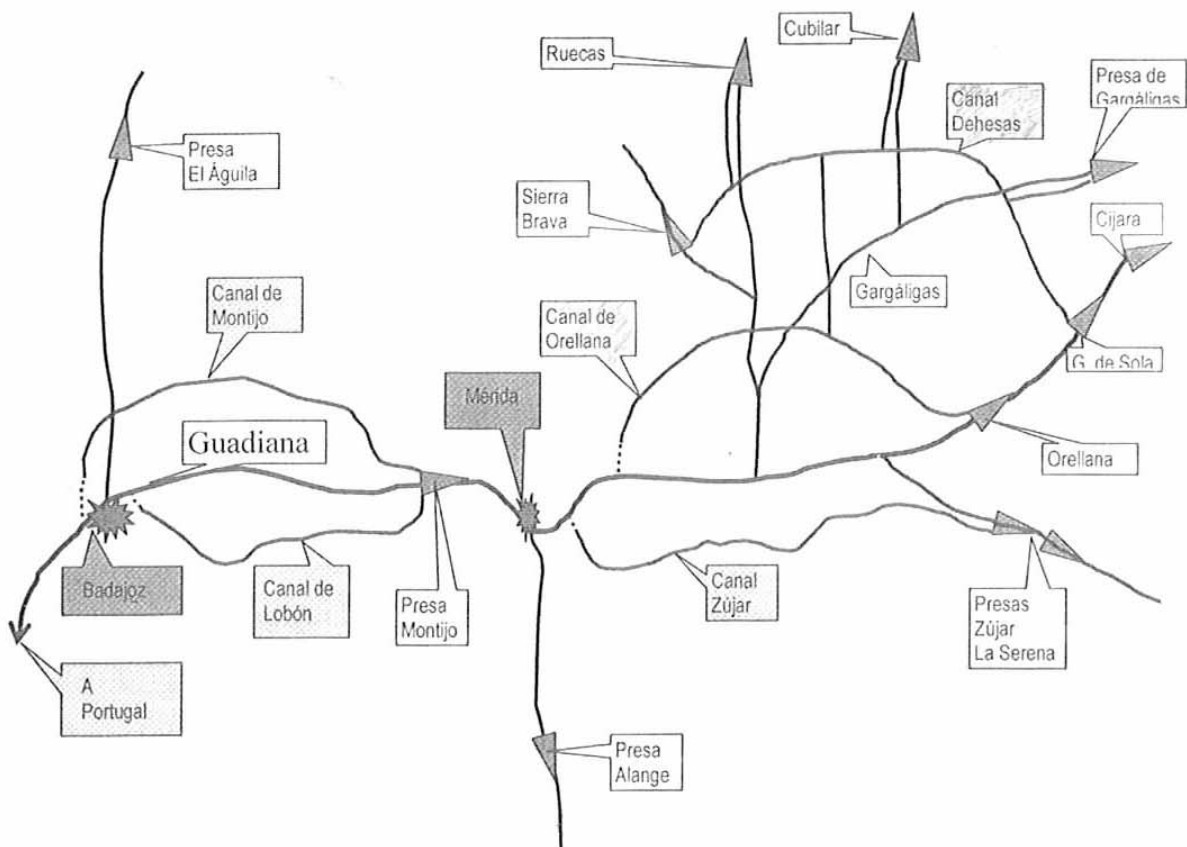 Cubilar
Ruecas
Presa de
Gargáligas
Canal
Dehesas
Presa
El Águila
Sierra
Brava
Cijara
Canal de
Montijo
Canal de
Orellana
Gargáligas
G. de Sola
Mérida
Guadiana
Orellana
Badajoz
Canal de
Lobón
Presa
Montijo
Canal
Zújar
Presas
Zújar
La Serena
A
Portugal
Presa
Alange